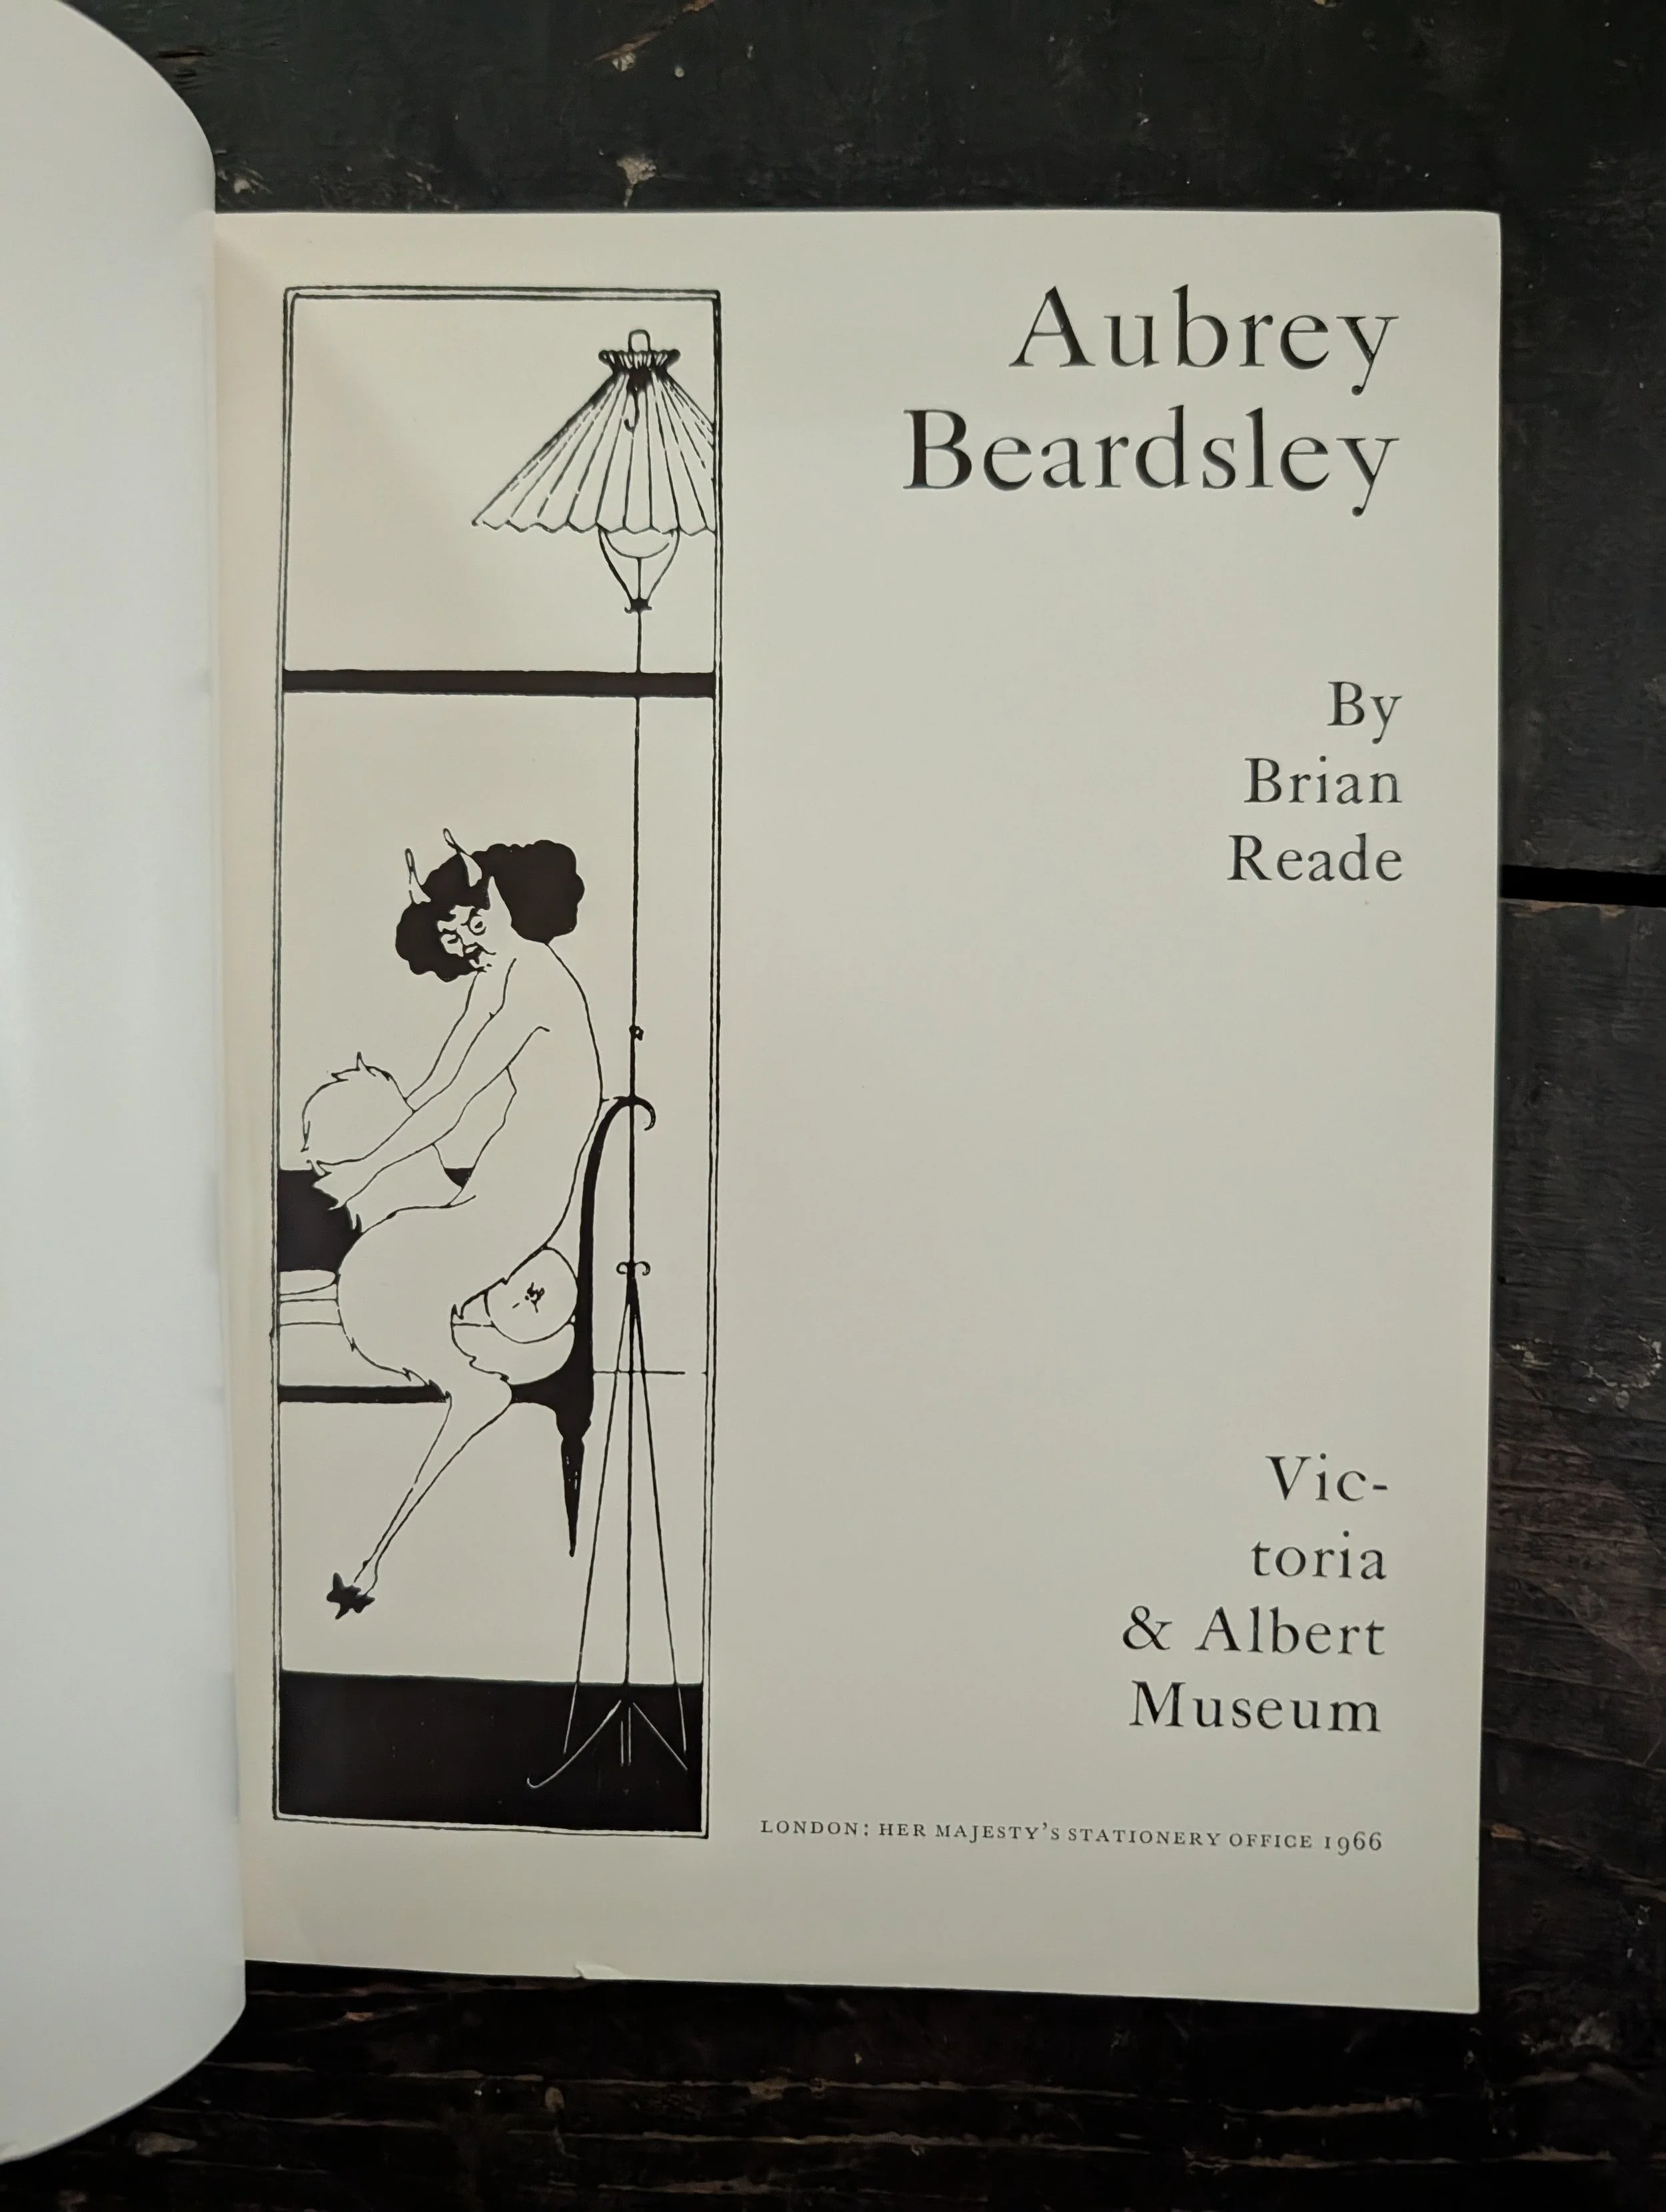 Aubrey
Beardsley
By
Brian
Reade
Vic-
toria
& Albert
Museum
LONDON: HER MAJESTY'S STATIONERY OFFICE 1966